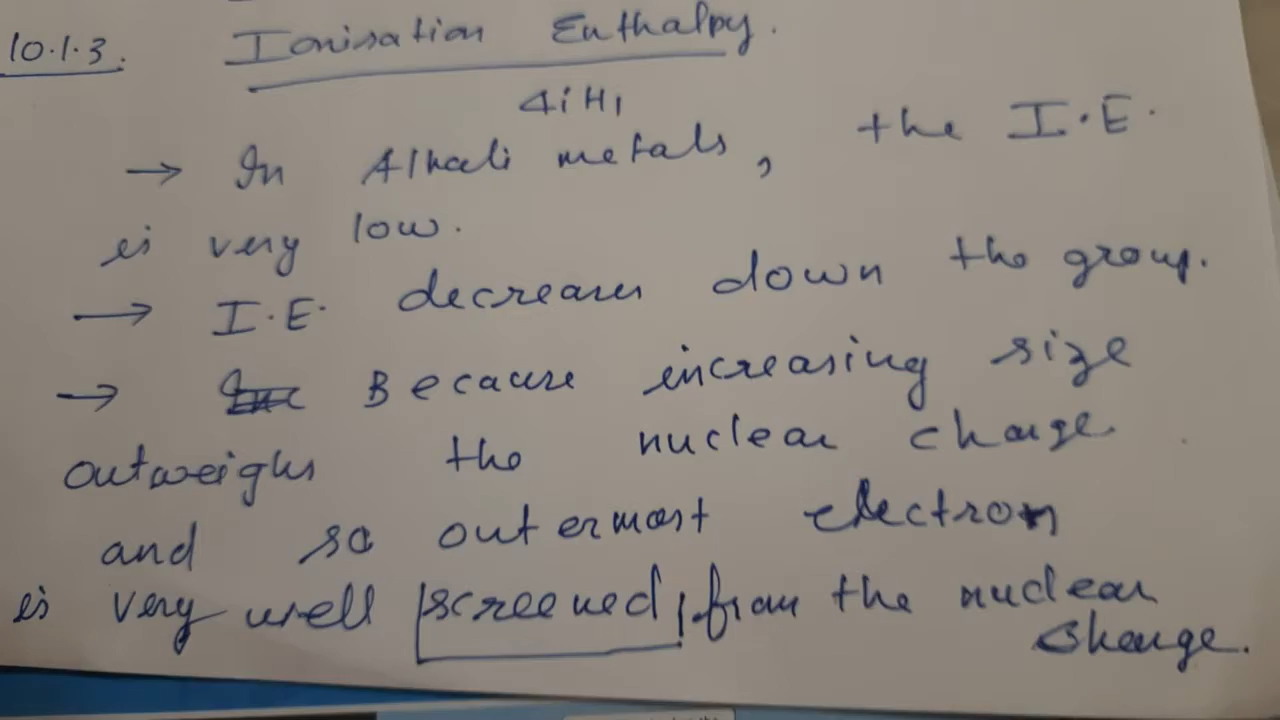 10.1.3. Ionisation Enthalpy.
→ In Alkali metals, the I.E.
is very low.
→ I.E. decreases down the group.
→ Because increasing size
outweighs the nuclear charge
and so outermost electron
is very well screened, from the nuclear
charge.